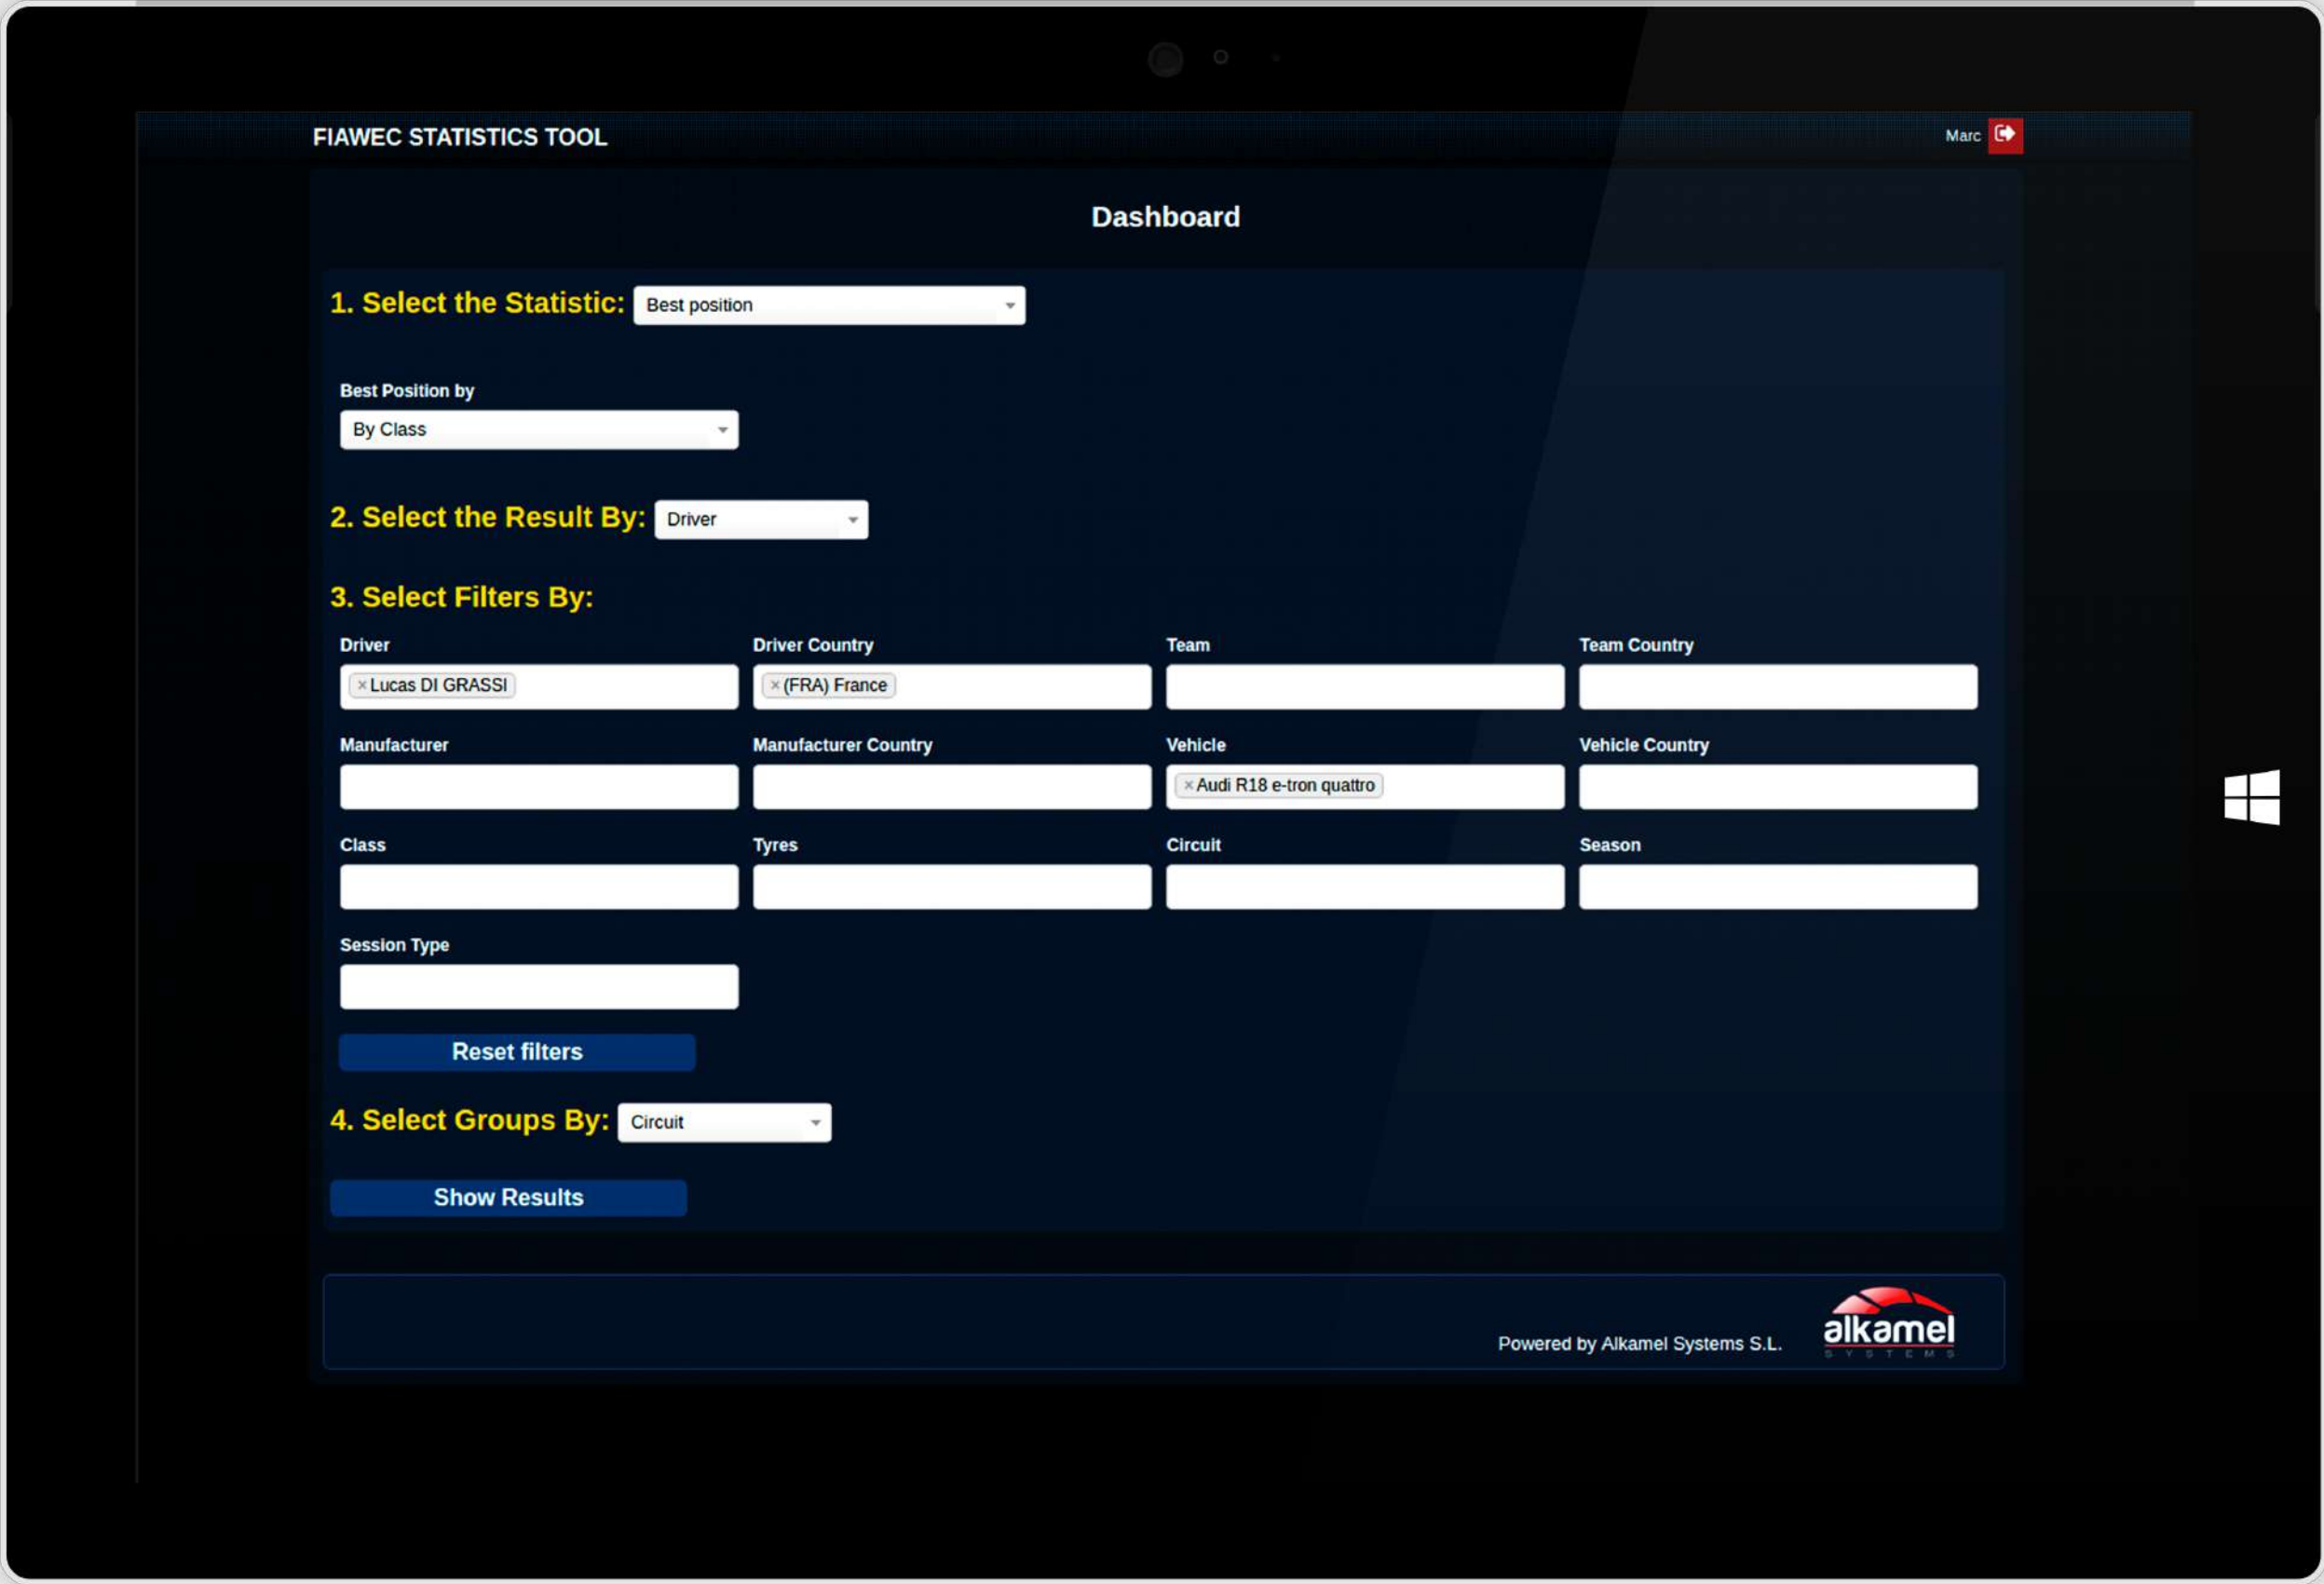 FIAWEC STATISTICS TOOL
Marc
Dashboard
1. Select the Statistic: Best position
Best Position by
By Class
2. Select the Result By: Driver
3. Select Filters By:
Driver Driver Country Team Team Country
×Lucas DI GRASSI ×(FRA) France
Manufacturer Manufacturer Country Vehicle Vehicle Country
×Audi R18 e-tron quattro
Class Tyres Circuit Season
Session Type
Reset filters
4. Select Groups By: Circuit
Show Results
Powered by Alkamel Systems S.L.
alkamel
SYSTEMS